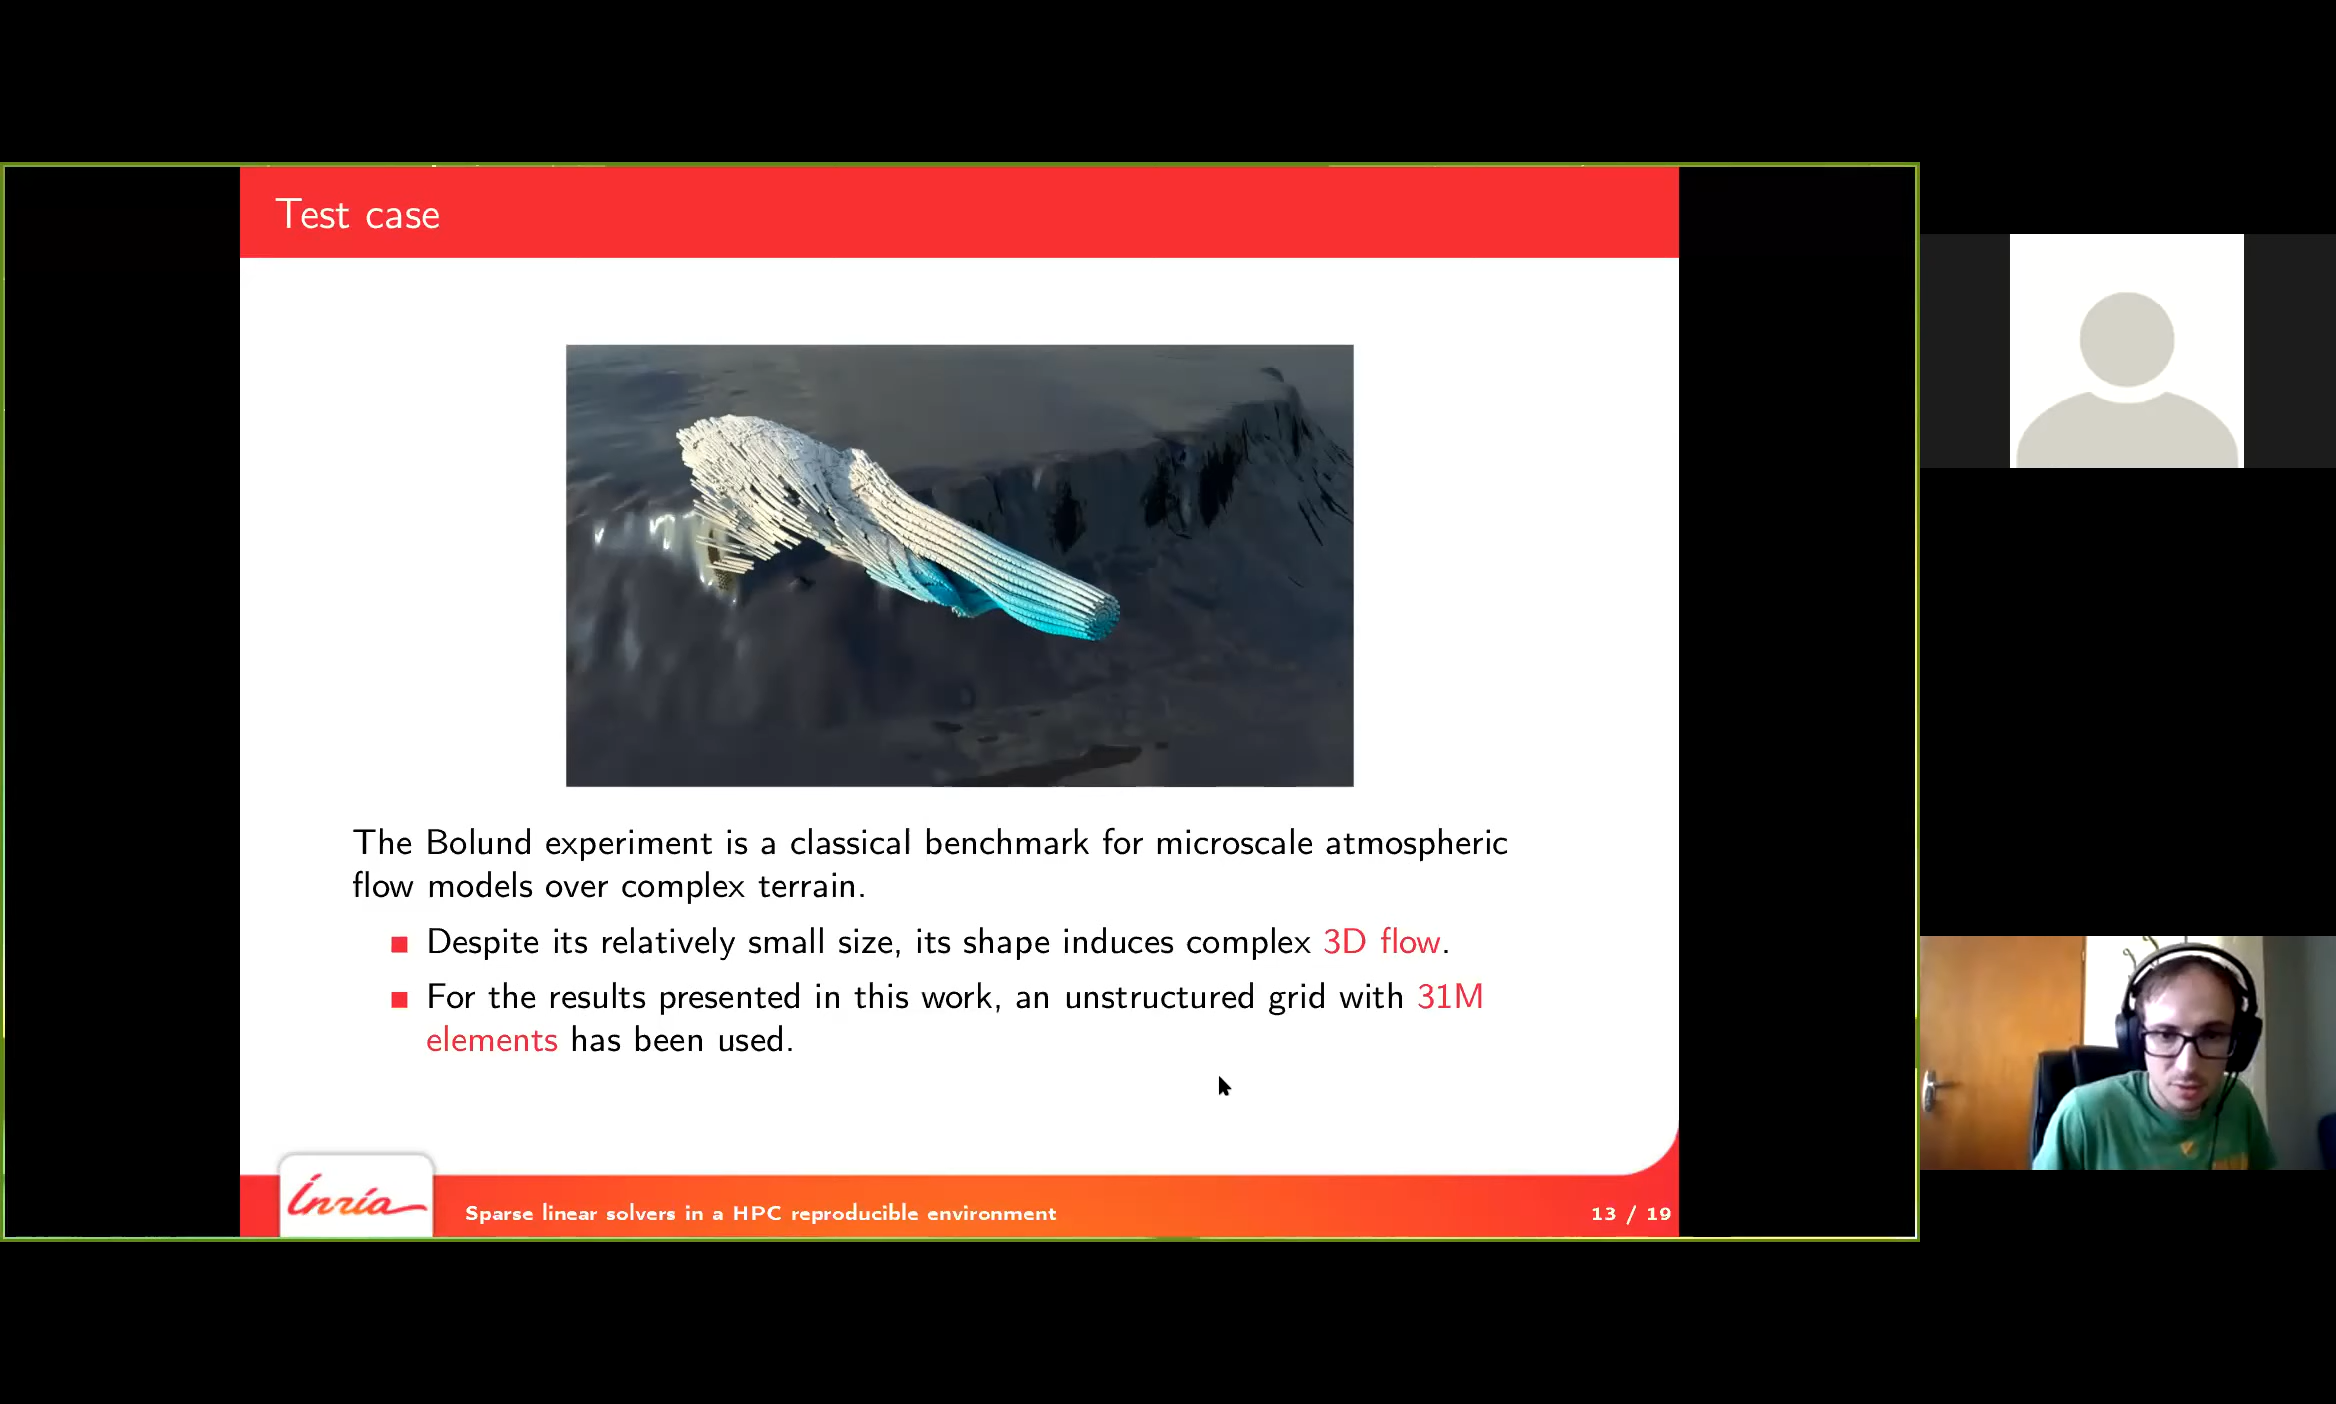 Test case
The Bolund experiment is a classical benchmark for microscale atmospheric
flow models over complex terrain.
Despite its relatively small size, its shape induces complex 3D flow.
For the results presented in this work, an unstructured grid with 31M
elements has been used.
Inria
Sparse linear solvers in a HPC reproducible environment
13 / 19